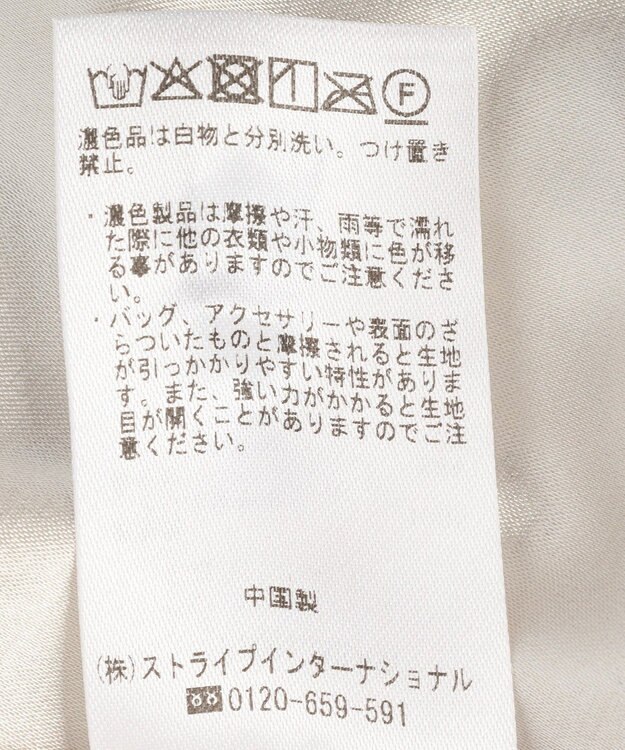 F
濃色品は白物と分別洗い。つけ置き
禁止。
・濃色製品は摩擦や汗、雨等で濡れ
た際に他の衣類や小物類に色が移
る事がありますのでご注意くださ
い。
・バッグ、アクセサリーや表面のざ
らついたものと摩擦されると生地
が引っかかりやすい特性がありま
す。また、強い力がかかると生地
目が開くことがありますのでご注
意ください。
中国製
(株)ストライプインターナショナル
0120-659-591